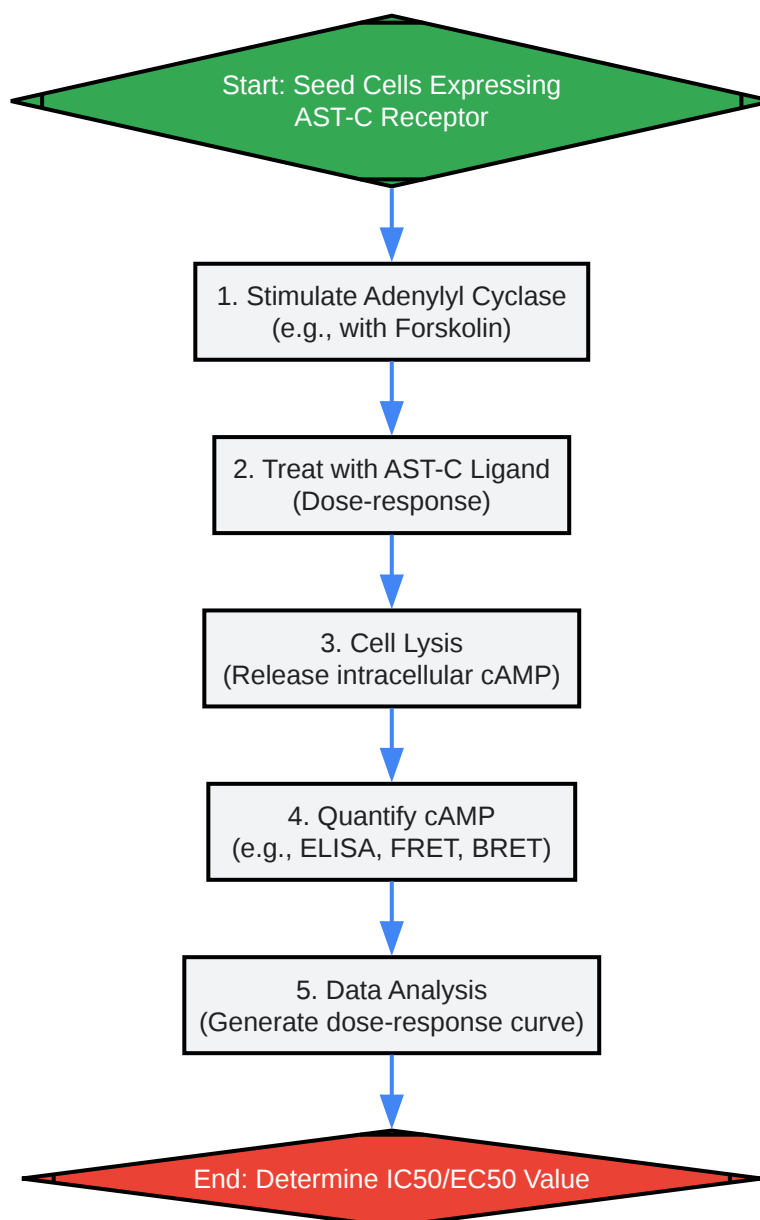 Start: Seed Cells Expressing
AST-C Receptor
1. Stimulate Adenylyl Cyclase
(e.g., with Forskolin)
2. Treat with AST-C Ligand
(Dose-response)
3. Cell Lysis
(Release intracellular cAMP)
4. Quantify cAMP
(e.g., ELISA, FRET, BRET)
5. Data Analysis
(Generate dose-response curve)
End: Determine IC50/EC50 Value